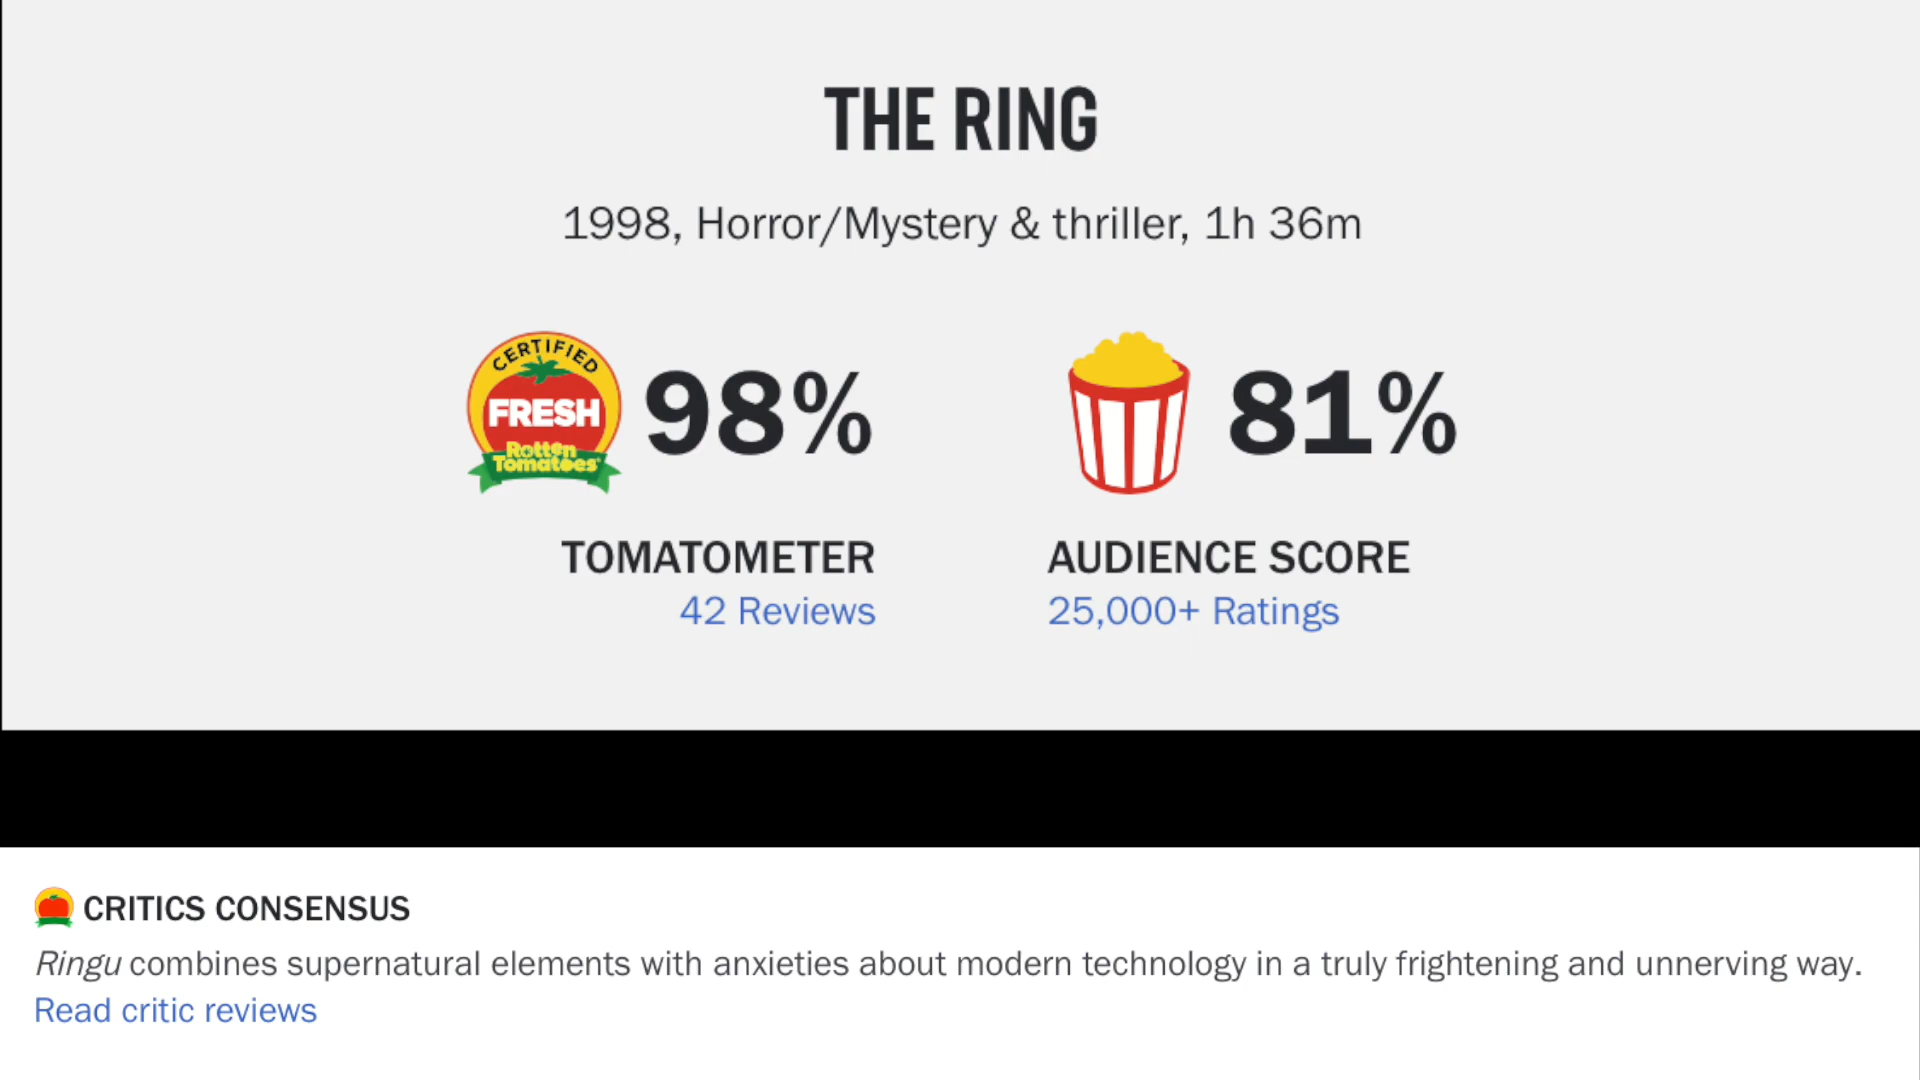 THE RING
1998, Horror/Mystery & thriller, 1h 36m
CERTIFIED
FRESH
Rotten
Tomatoes
98%
81%
TOMATOMETER
AUDIENCE SCORE
42 Reviews
25,000+ Ratings
CRITICS CONSENSUS
Ringu combines supernatural elements with anxieties about modern technology in a truly frightening and unnerving way.
Read critic reviews